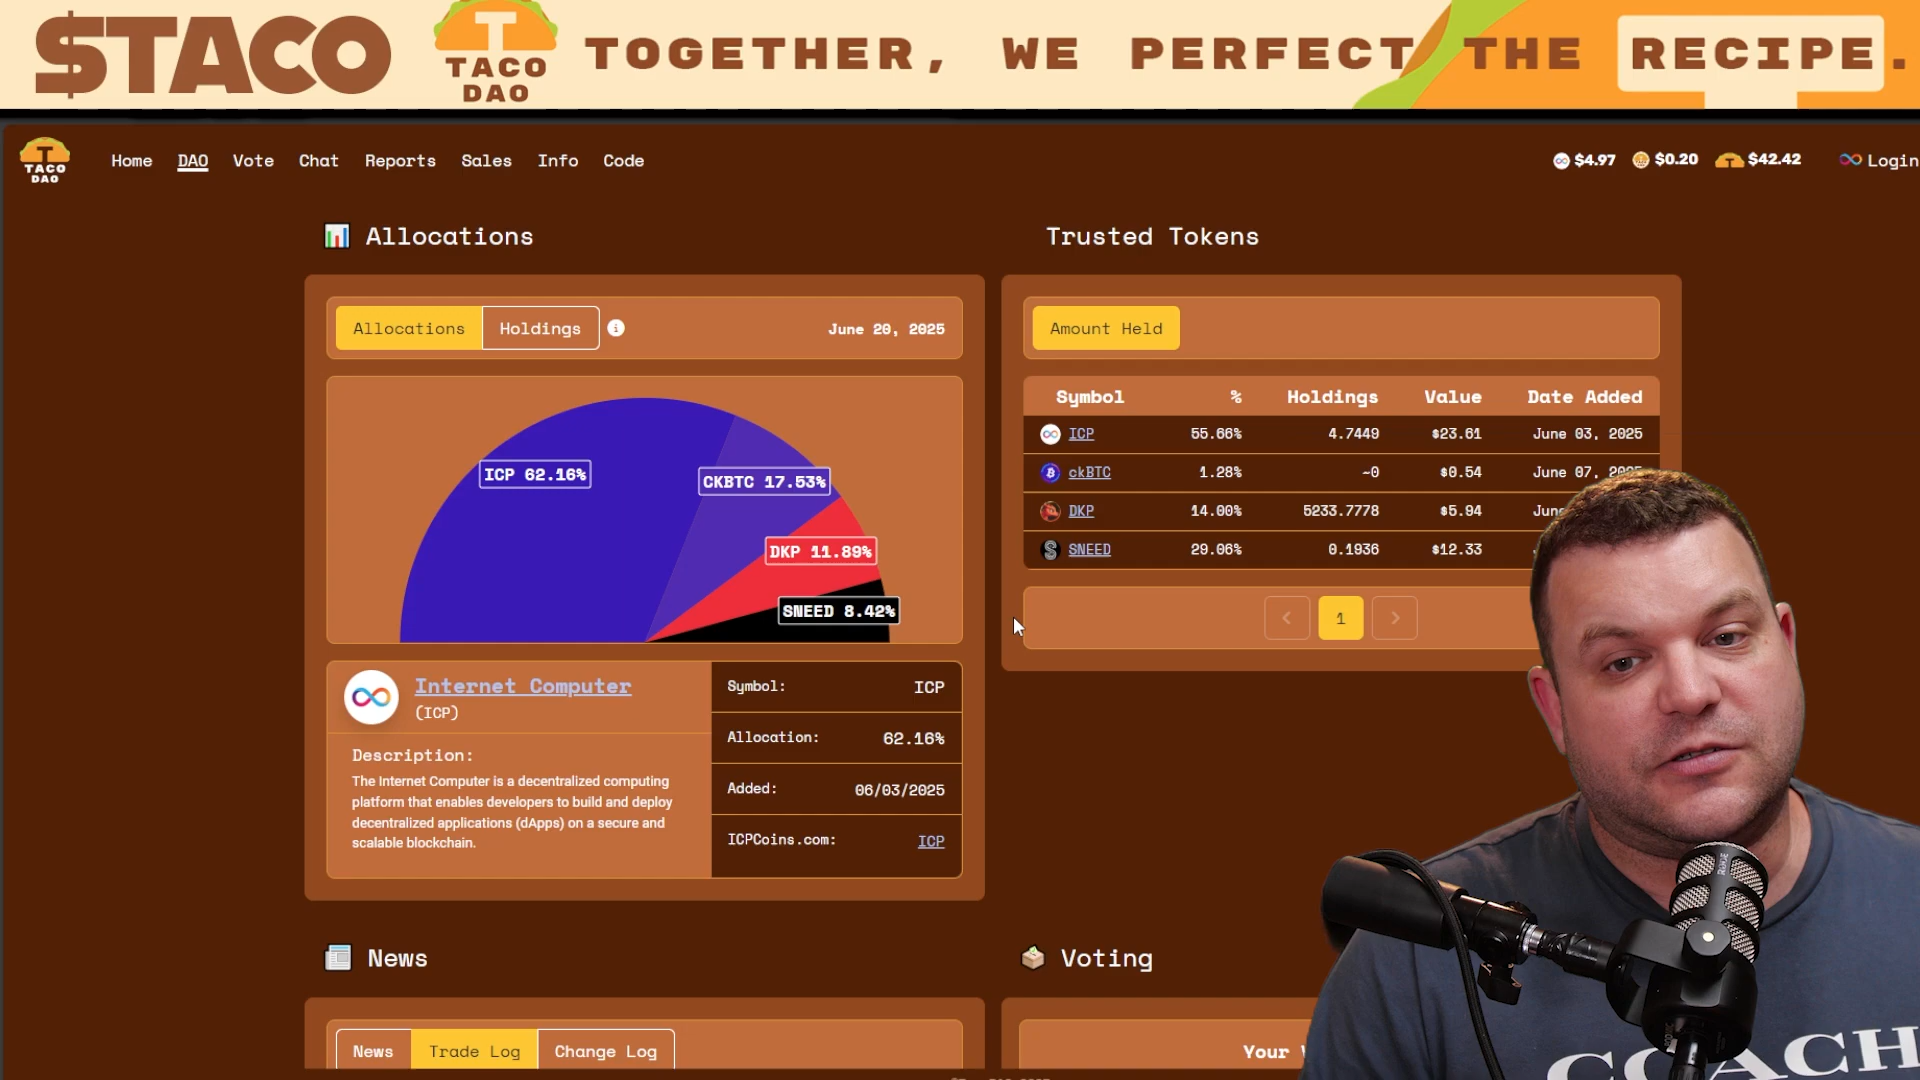 $TACO
TACO
DAO
TOGETHER, WE PERFECT THE RECIPE.
T
TACO
DAO
Home
DAO
Vote
Chat
Reports
Sales
Info
Code
$4.97
$0.20
$42.42
Login
Allocations
Allocations
Holdings
June 20, 2025
ICP 62.16%
CKBTC 17.53%
DKP 11.89%
SNEED 8.42%
Internet Computer
(ICP)
Description:
The Internet Computer is a decentralized computing
platform that enables developers to build and deploy
decentralized applications (dApps) on a secure and
scalable blockchain.
Symbol: ICP
Allocation: 62.16%
Added: 06/03/2025
ICPCoins.com: ICP
Trusted Tokens
Amount Held
Symbol % Holdings Value Date Added
ICP 55.66% 4.7449 $23.61 June 03, 2025
ckBTC 1.28% ~0 $0.54 June 07, 2025
DKP 14.00% 5233.7778 $5.94
SNEED 29.06% 0.1936 $12.33
1
News
News
Trade Log
Change Log
Voting
Your
COACH